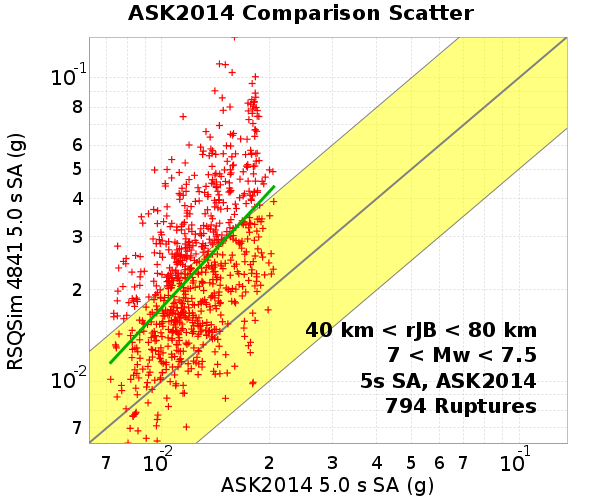 ASK2014 Comparison Scatter
RSQSim 4841 5.0 s SA (g)
10-1
8
6
5
4
3
2
10-2
7
40 km < rJB < 80 km
7 < Mw < 7.5
5s SA, ASK2014
794 Ruptures
7 10-2 2 3 4 5 6 7 10-1
ASK2014 5.0 s SA (g)